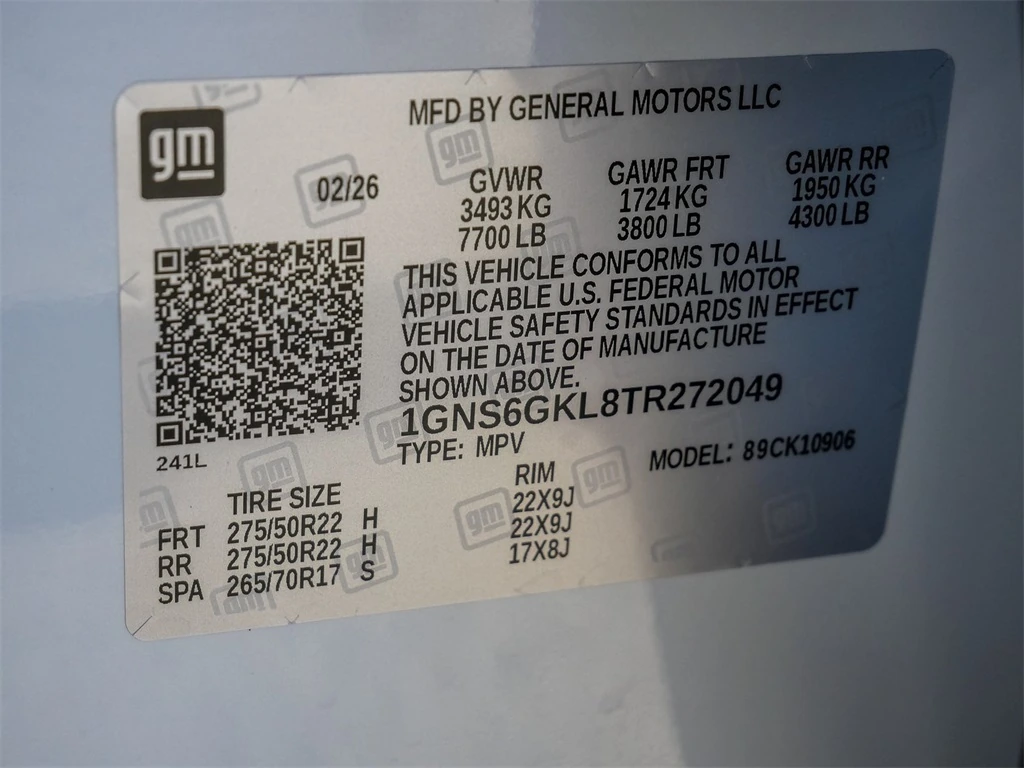 gm
MFD BY GENERAL MOTORS LLC
02/26
GVWR
3493 KG
7700 LB
GAWR FRT
1724 KG
3800 LB
GAWR RR
1950 KG
4300 LB
THIS VEHICLE CONFORMS TO ALL
APPLICABLE U.S. FEDERAL MOTOR
VEHICLE SAFETY STANDARDS IN EFFECT
ON THE DATE OF MANUFACTURE
SHOWN ABOVE.
1GNS6GKL8TR272049
TYPE: MPV
MODEL: 89CK10906
241L
TIRE SIZE RIM
FRT 275/50R22 H 22X9J
RR 275/50R22 H 22X9J
SPA 265/70R17 S 17X8J